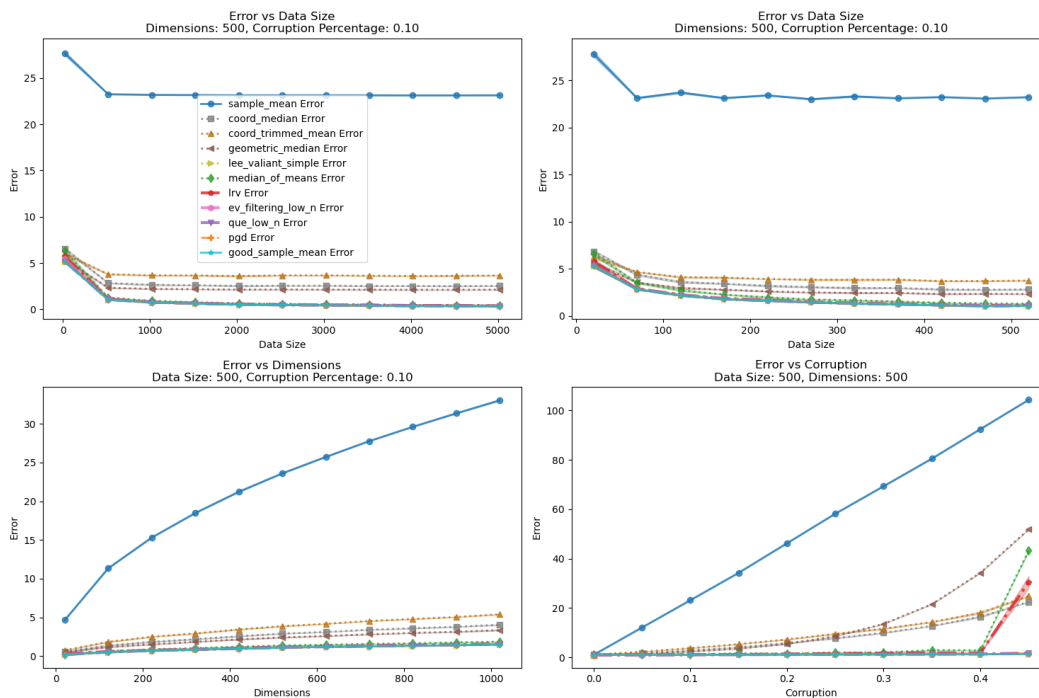 Error vs Data Size
Dimensions: 500, Corruption Percentage: 0.10
25
20
15
10
5
0
Error
sample_mean Error
coord_median Error
coord_trimmed_mean Error
geometric_median Error
lee_valiant_simple Error
median_of_means Error
lrv Error
ev_filtering_low_n Error
que_low_n Error
pgd Error
good_sample_mean Error
0 1000 2000 3000 4000 5000
Data Size
Error vs Data Size
Dimensions: 500, Corruption Percentage: 0.10
25
20
15
10
5
0
Error
0 100 200 300 400 500
Data Size
Error vs Dimensions
Data Size: 500, Corruption Percentage: 0.10
30
25
20
15
10
5
0
Error
0 200 400 600 800 1000
Dimensions
Error vs Corruption
Data Size: 500, Dimensions: 500
100
80
60
40
20
0
Error
0.0 0.1 0.2 0.3 0.4
Corruption